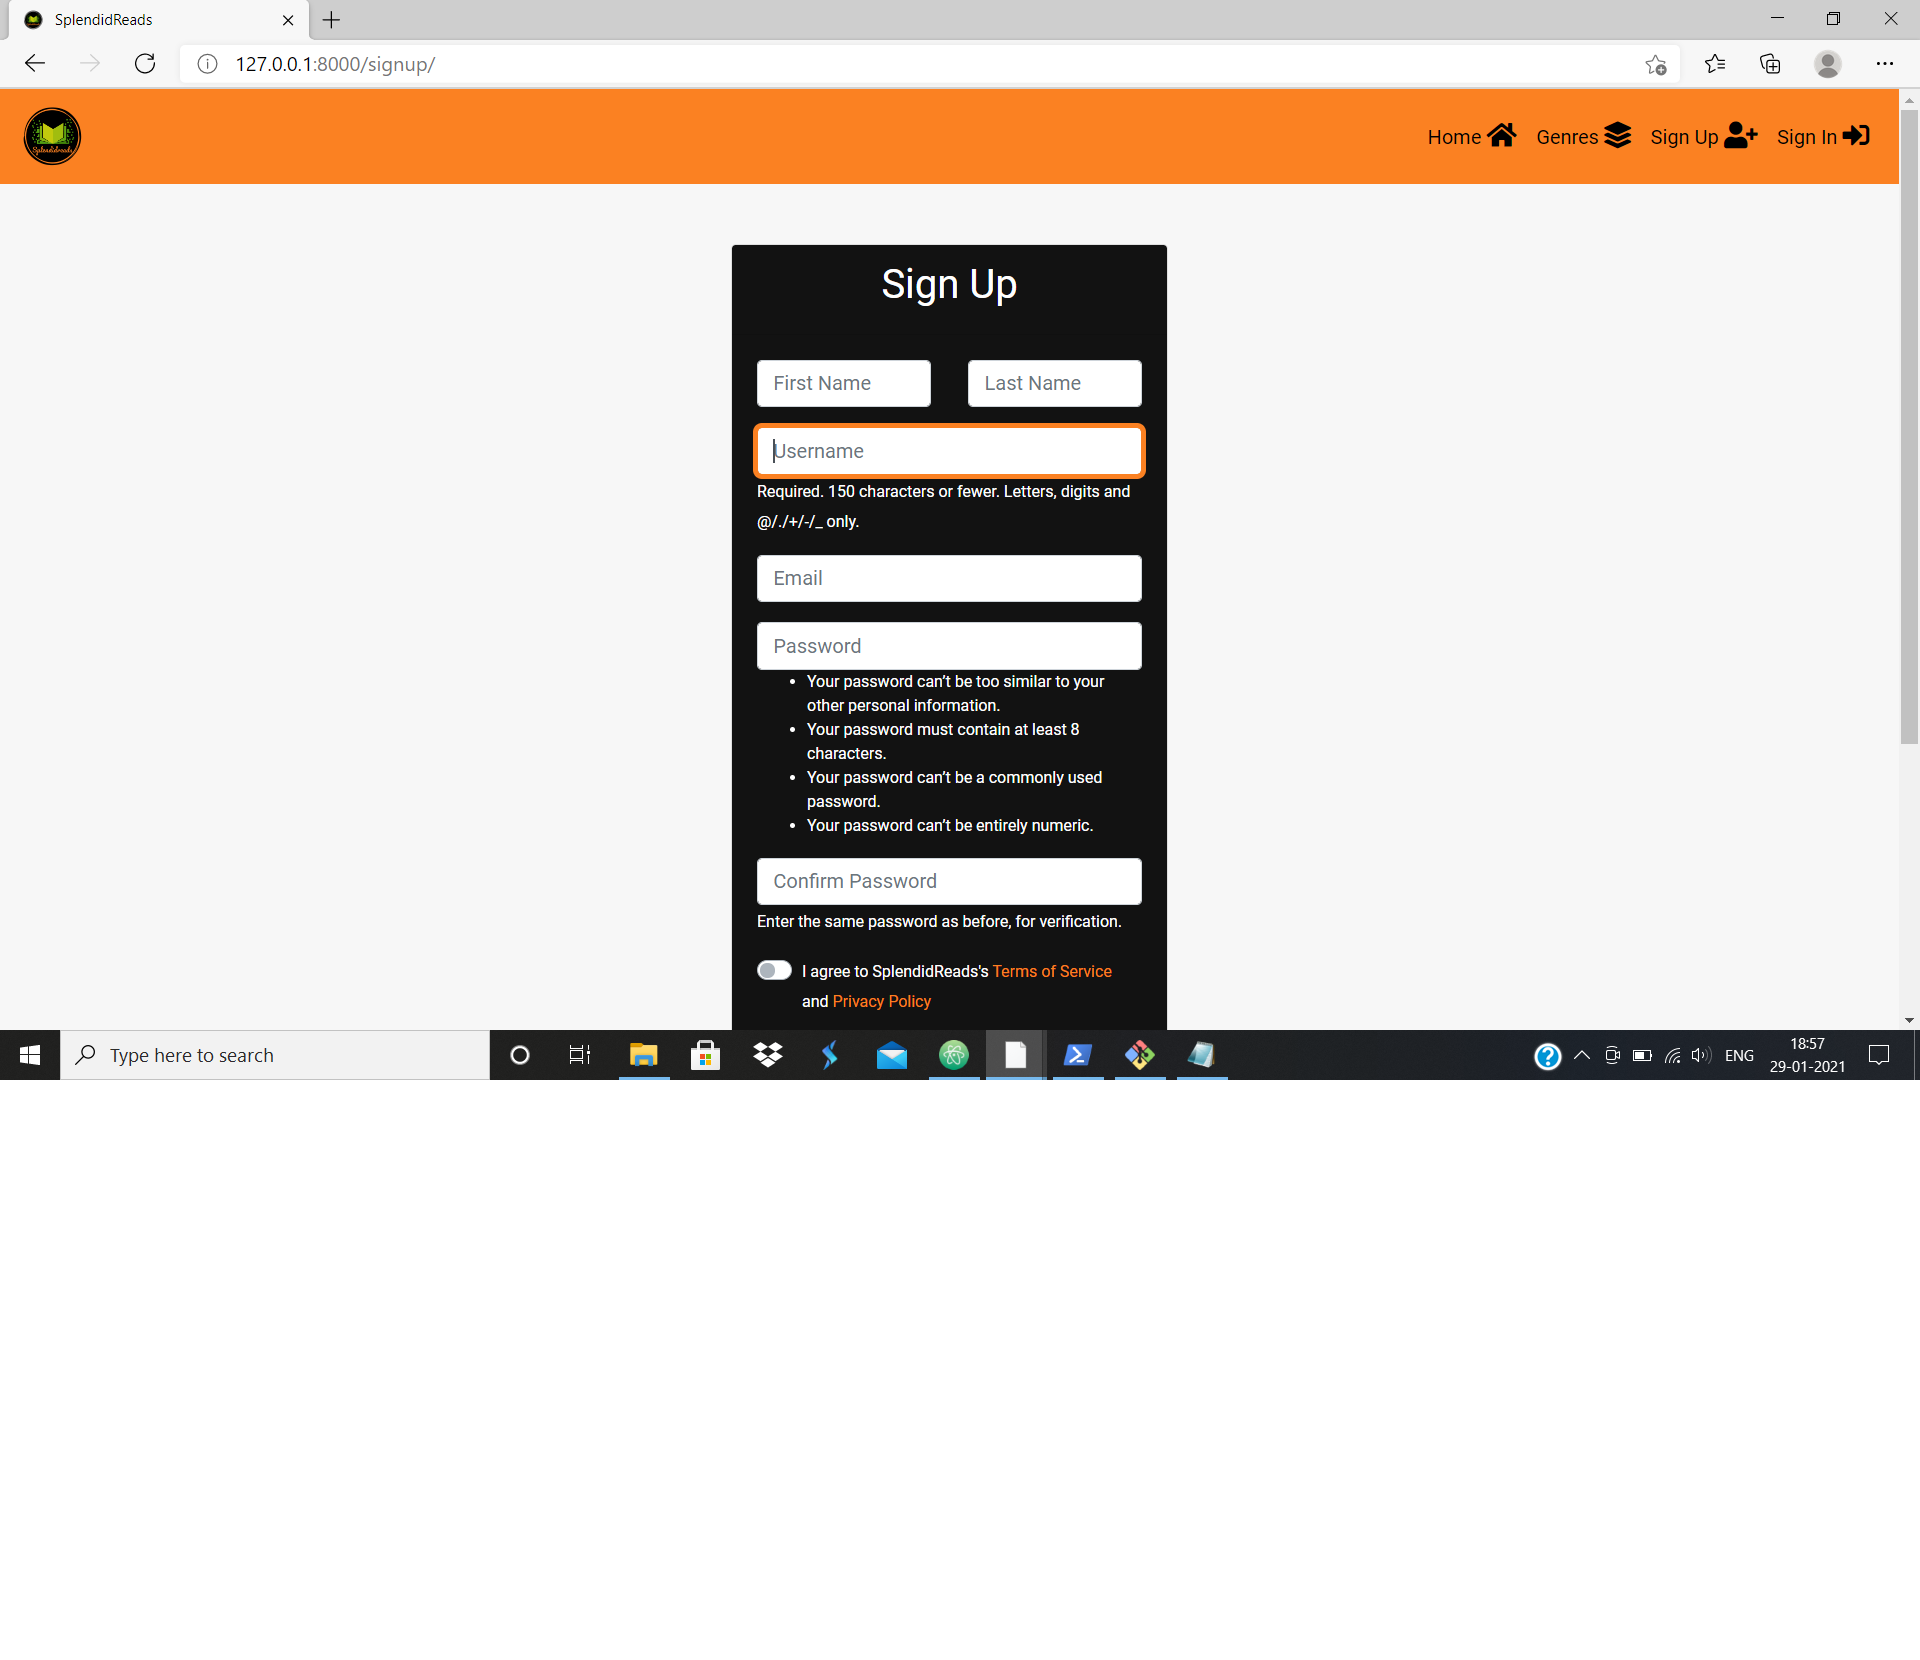 SplendidReads
127.0.0.1:8000/signup/
Splendidreads
Home Genres Sign Up Sign In
Sign Up
First Name Last Name
Username
Required. 150 characters or fewer. Letters, digits and
@/./+/-/_ only.
Email
Password
• Your password can’t be too similar to your
other personal information.
• Your password must contain at least 8
characters.
• Your password can’t be a commonly used
password.
• Your password can’t be entirely numeric.
Confirm Password
Enter the same password as before, for verification.
I agree to SplendidReads's Terms of Service
and Privacy Policy
Type here to search
ENG
18:57
29-01-2021